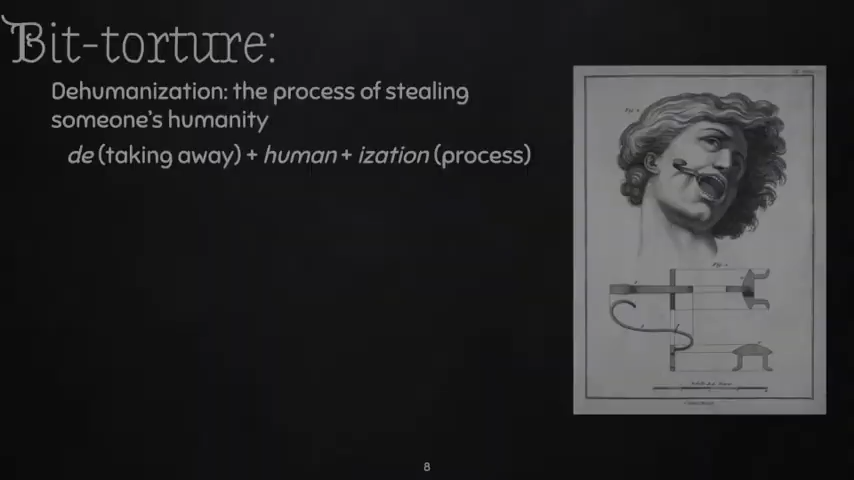 Bit-torture:
Dehumanization: the process of stealing
someone's humanity
de (taking away) + human + ization (process)
8